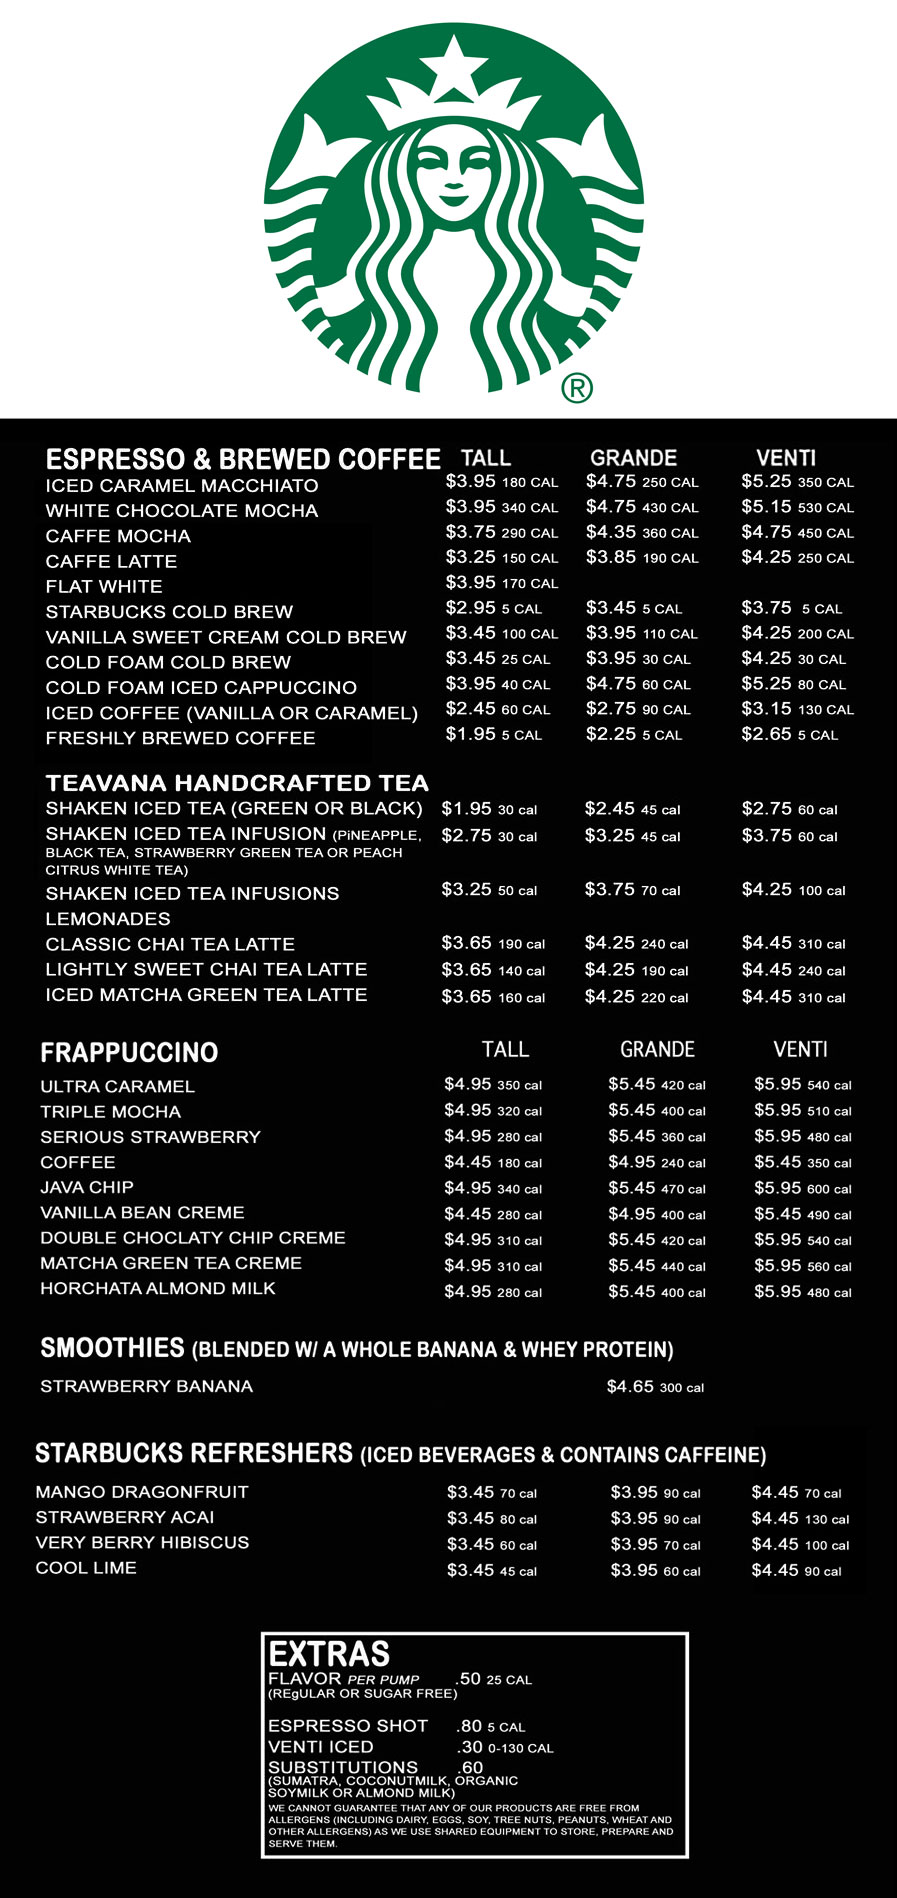 ®
ESPRESSO & BREWED COFFEE TALL GRANDE VENTI
ICED CARAMEL MACCHIATO $3.95 180 CAL $4.75 250 CAL $5.25 350 CAL
WHITE CHOCOLATE MOCHA $3.95 340 CAL $4.75 430 CAL $5.15 530 CAL
CAFFE MOCHA $3.75 290 CAL $4.35 360 CAL $4.75 450 CAL
CAFFE LATTE $3.25 150 CAL $3.85 190 CAL $4.25 250 CAL
FLAT WHITE $3.95 170 CAL
STARBUCKS COLD BREW $2.95 5 CAL $3.45 5 CAL $3.75 5 CAL
VANILLA SWEET CREAM COLD BREW $3.45 100 CAL $3.95 110 CAL $4.25 200 CAL
COLD FOAM COLD BREW $3.45 25 CAL $3.95 30 CAL $4.25 30 CAL
COLD FOAM ICED CAPPUCCINO $3.95 40 CAL $4.75 60 CAL $5.25 80 CAL
ICED COFFEE (VANILLA OR CARAMEL) $2.45 60 CAL $2.75 90 CAL $3.15 130 CAL
FRESHLY BREWED COFFEE $1.95 5 CAL $2.25 5 CAL $2.65 5 CAL
TEAVANA HANDCRAFTED TEA
SHAKEN ICED TEA (GREEN OR BLACK) $1.95 30 cal $2.45 45 cal $2.75 60 cal
SHAKEN ICED TEA INFUSION (PiNEAPPLE, $2.75 30 cal $3.25 45 cal $3.75 60 cal
BLACK TEA, STRAWBERRY GREEN TEA OR PEACH
CITRUS WHITE TEA)
SHAKEN ICED TEA INFUSIONS $3.25 50 cal $3.75 70 cal $4.25 100 cal
LEMONADES
CLASSIC CHAI TEA LATTE $3.65 190 cal $4.25 240 cal $4.45 310 cal
LIGHTLY SWEET CHAI TEA LATTE $3.65 140 cal $4.25 190 cal $4.45 240 cal
ICED MATCHA GREEN TEA LATTE $3.65 160 cal $4.25 220 cal $4.45 310 cal
FRAPPUCCINO TALL GRANDE VENTI
ULTRA CARAMEL $4.95 350 cal $5.45 420 cal $5.95 540 cal
TRIPLE MOCHA $4.95 320 cal $5.45 400 cal $5.95 510 cal
SERIOUS STRAWBERRY $4.95 280 cal $5.45 360 cal $5.95 480 cal
COFFEE $4.45 180 cal $4.95 240 cal $5.45 350 cal
JAVA CHIP $4.95 340 cal $5.45 470 cal $5.95 600 cal
VANILLA BEAN CREME $4.45 280 cal $4.95 400 cal $5.45 490 cal
DOUBLE CHOCLATY CHIP CREME $4.95 310 cal $5.45 420 cal $5.95 540 cal
MATCHA GREEN TEA CREME $4.95 310 cal $5.45 440 cal $5.95 560 cal
HORCHATA ALMOND MILK $4.95 280 cal $5.45 400 cal $5.95 480 cal
SMOOTHIES (BLENDED W/ A WHOLE BANANA & WHEY PROTEIN)
STRAWBERRY BANANA $4.65 300 cal
STARBUCKS REFRESHERS (ICED BEVERAGES & CONTAINS CAFFEINE)
MANGO DRAGONFRUIT $3.45 70 cal $3.95 90 cal $4.45 70 cal
STRAWBERRY ACAI $3.45 80 cal $3.95 90 cal $4.45 130 cal
VERY BERRY HIBISCUS $3.45 60 cal $3.95 70 cal $4.45 100 cal
COOL LIME $3.45 45 cal $3.95 60 cal $4.45 90 cal
EXTRAS
FLAVOR PER PUMP .50 25 CAL
(REgULAR OR SUGAR FREE)
ESPRESSO SHOT .80 5 CAL
VENTI ICED .30 0-130 CAL
SUBSTITUTIONS .60
(SUMATRA, COCONUTMILK, ORGANIC
SOYMILK OR ALMOND MILK)
WE CANNOT GUARANTEE THAT ANY OF OUR PRODUCTS ARE FREE FROM
ALLERGENS (INCLUDING DAIRY, EGGS, SOY, TREE NUTS, PEANUTS, WHEAT AND
OTHER ALLERGENS) AS WE USE SHARED EQUIPMENT TO STORE, PREPARE AND
SERVE THEM.